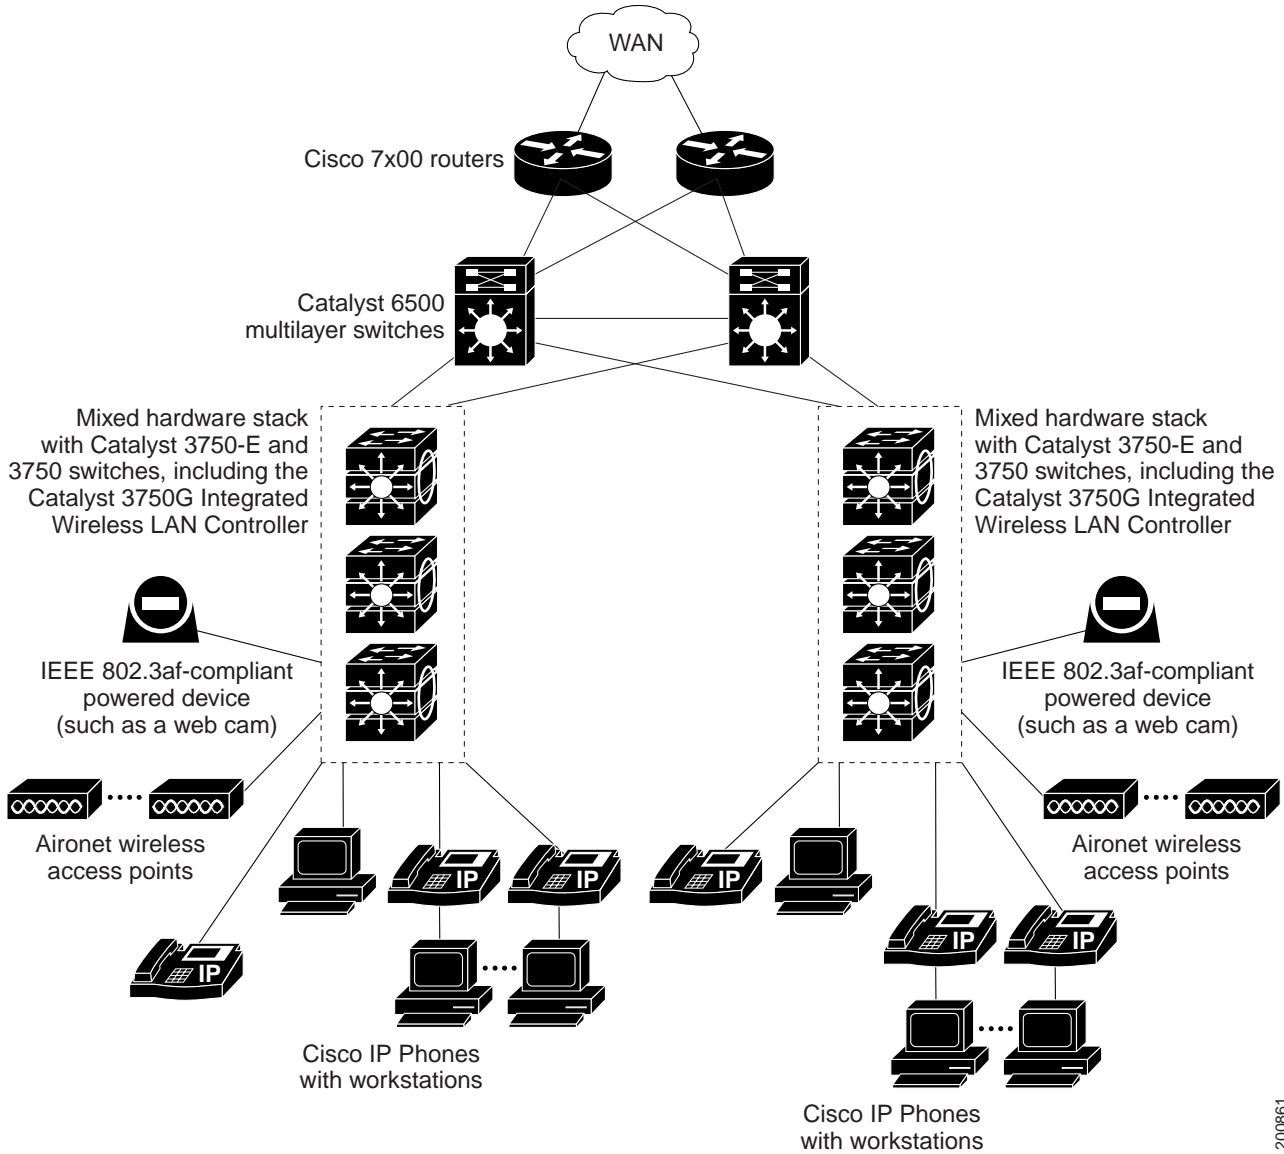 WAN
Cisco 7x00 routers
Catalyst 6500
multilayer switches
Mixed hardware stack
with Catalyst 3750-E and
3750 switches, including the
Catalyst 3750G Integrated
Wireless LAN Controller
Mixed hardware stack
with Catalyst 3750-E and
3750 switches, including the
Catalyst 3750G Integrated
Wireless LAN Controller
IEEE 802.3af-compliant
powered device
(such as a web cam)
IEEE 802.3af-compliant
powered device
(such as a web cam)
Aironet wireless
access points
Aironet wireless
access points
IP
IP
IP
IP
IP
IP
Cisco IP Phones
with workstations
Cisco IP Phones
with workstations
200861